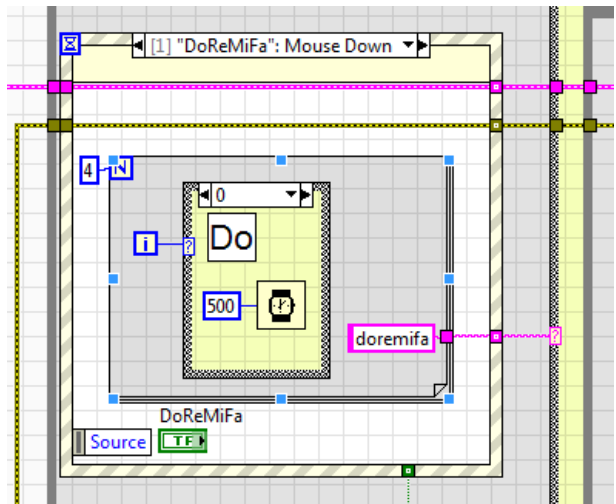 [1] "DoReMiFa": Mouse Down
4
N
0
i
?
Do
500
doremifa
?
DoReMiFa
Source
TF